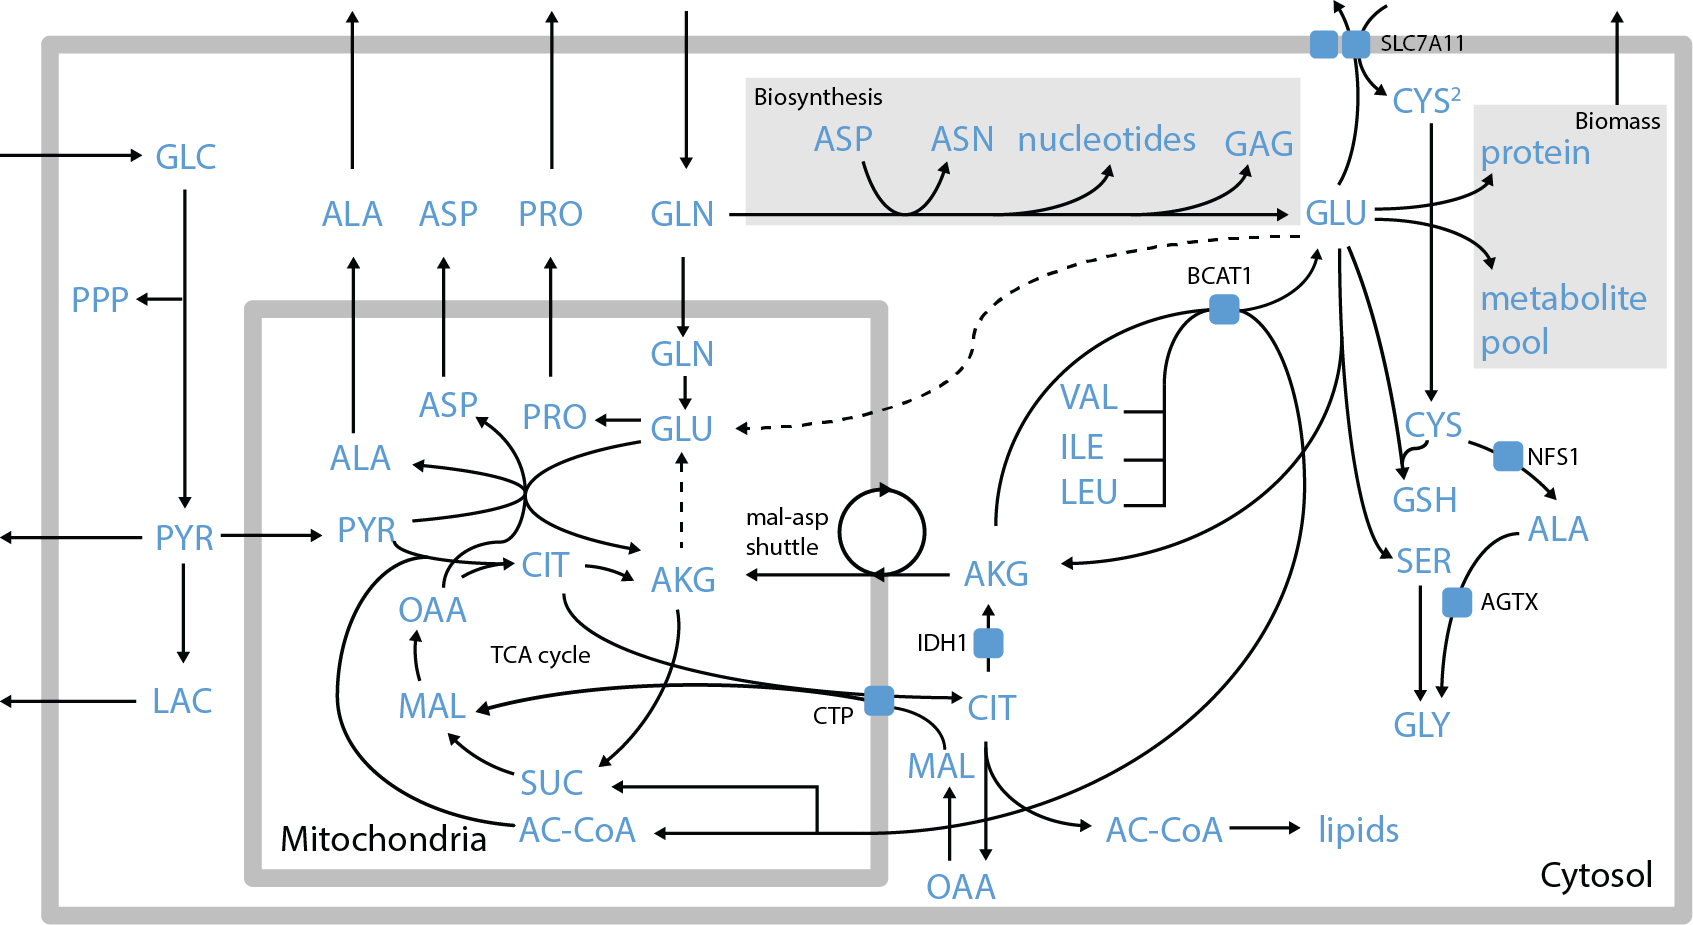 SLC7A11
CYS²
Biosynthesis
Biomass
ASP
ASN
nucleotides
GAG
protein
GLC
ALA
ASP
PRO
GLN
GLU
BCAT1
PPP
metabolite
pool
GLN
ASP
PRO
GLU
VAL
ILE
LEU
CYS
NFS1
ALA
GSH
ALA
PYR
PYR
mal-asp
shuttle
CIT
AKG
AKG
SER
OAA
AGTX
IDH1
TCA cycle
LAC
MAL
CTP
CIT
GLY
MAL
SUC
Mitochondria
AC-CoA
AC-CoA
lipids
OAA
Cytosol